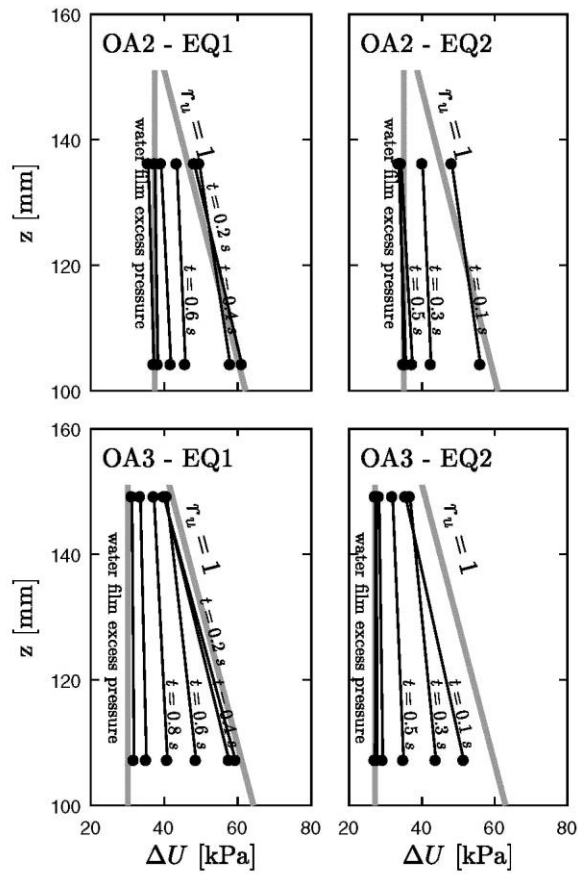 160
OA2 - EQ1
OA2 - EQ2
r_u = 1
r_u = 1
140
water film excess pressure
water film excess pressure
z [mm]
t = 0.2 s
120
t = 0.6 s
t = 0.4 s
t = 0.5 s
t = 0.3 s
t = 0.1 s
100
160
OA3 - EQ1
OA3 - EQ2
r_u = 1
r_u = 1
140
water film excess pressure
water film excess pressure
z [mm]
t = 0.2 s
120
t = 0.8 s
t = 0.6 s
t = 0.4 s
t = 0.5 s
t = 0.3 s
t = 0.1 s
100
20 40 60 80 20 40 60 80
ΔU [kPa] ΔU [kPa]